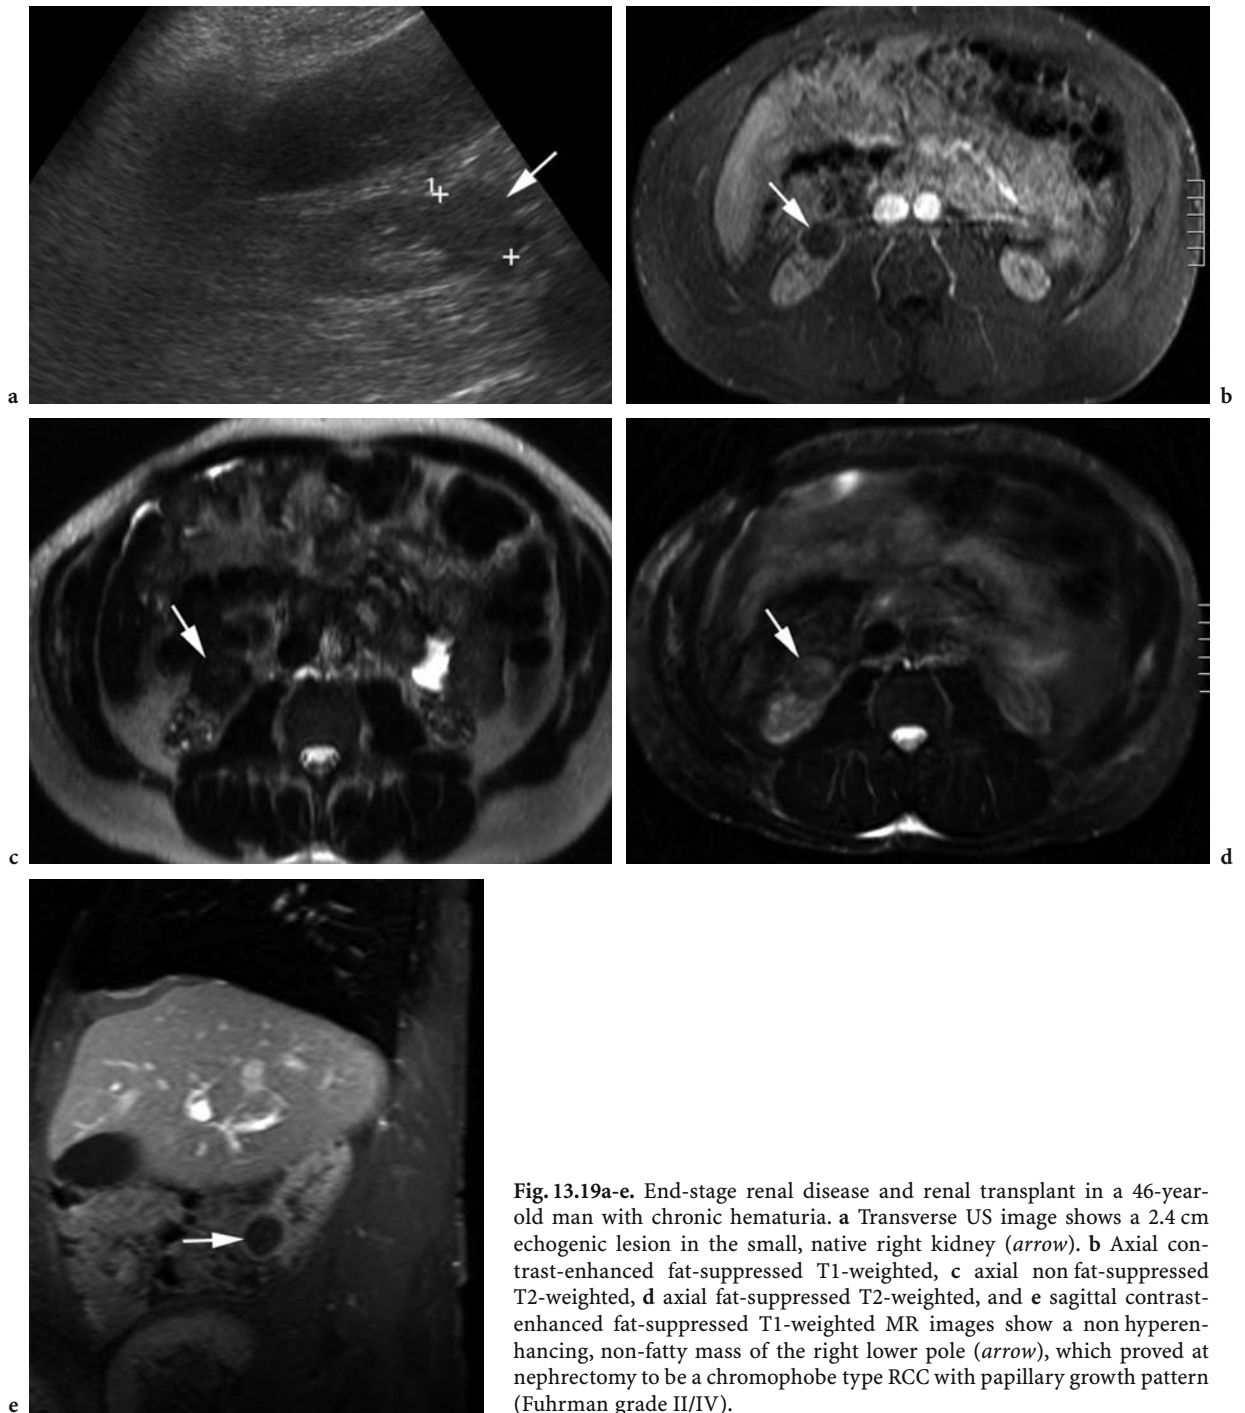 1
a
b
c
d
e
Fig. 13.19a-e. End-stage renal disease and renal transplant in a 46-year-
old man with chronic hematuria. a Transverse US image shows a 2.4 cm
echogenic lesion in the small, native right kidney (arrow). b Axial con-
trast-enhanced fat-suppressed T1-weighted, c axial non fat-suppressed
T2-weighted, d axial fat-suppressed T2-weighted, and e sagittal contrast-
enhanced fat-suppressed T1-weighted MR images show a non hyperen-
hancing, non-fatty mass of the right lower pole (arrow), which proved at
nephrectomy to be a chromophobe type RCC with papillary growth pattern
(Fuhrman grade II/IV).